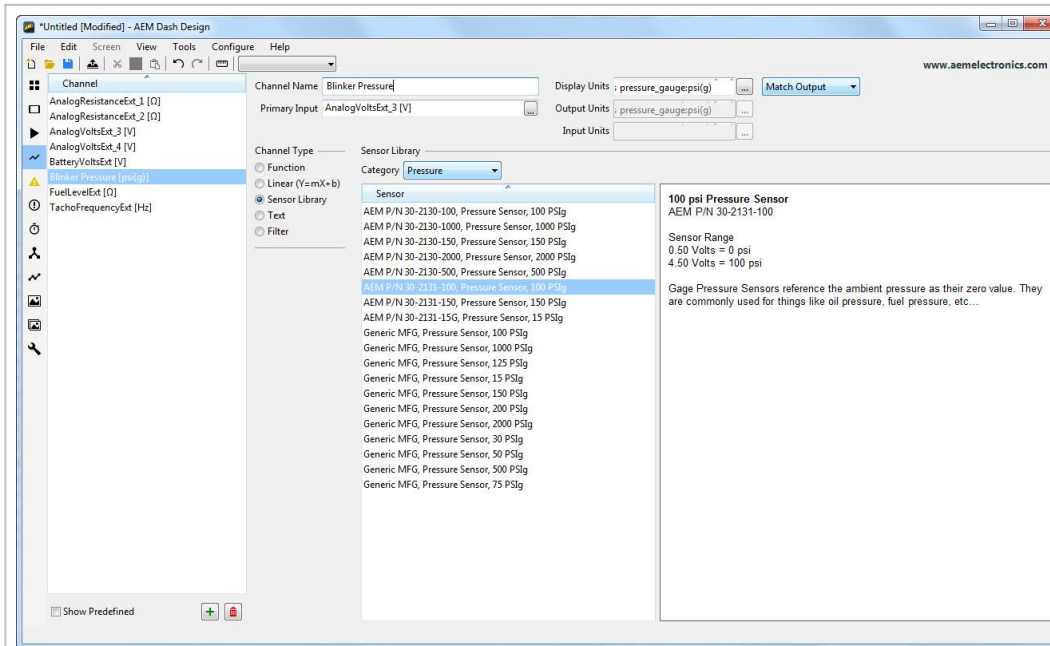 *Untitled [Modified] - AEM Dash Design
File Edit Screen View Tools Configure Help
www.aemelectronics.com
Channel
AnalogResistanceExt_1 [Ω]
AnalogResistanceExt_2 [Ω]
AnalogVoltsExt_3 [V]
AnalogVoltsExt_4 [V]
BatteryVoltsExt [V]
Blinker Pressure [psi(g)]
FuelLevelExt [Ω]
TachoFrequencyExt [Hz]
Show Predefined
Channel Name Blinker Pressure
Primary Input AnalogVoltsExt_3 [V] ...
Display Units : pressure_gauge:psi(g) ... Match Output
Output Units : pressure_gauge:psi(g) ...
Input Units ...
Channel Type
Function
Linear (Y=mX+b)
Sensor Library
Text
Filter
Sensor Library
Category Pressure
Sensor
AEM P/N 30-2130-100, Pressure Sensor, 100 PSIg
AEM P/N 30-2130-1000, Pressure Sensor, 1000 PSIg
AEM P/N 30-2130-150, Pressure Sensor, 150 PSIg
AEM P/N 30-2130-2000, Pressure Sensor, 2000 PSIg
AEM P/N 30-2130-500, Pressure Sensor, 500 PSIg
AEM P/N 30-2131-100, Pressure Sensor, 100 PSIg
AEM P/N 30-2131-150, Pressure Sensor, 150 PSIg
AEM P/N 30-2131-15G, Pressure Sensor, 15 PSIg
Generic MFG, Pressure Sensor, 100 PSIg
Generic MFG, Pressure Sensor, 1000 PSIg
Generic MFG, Pressure Sensor, 125 PSIg
Generic MFG, Pressure Sensor, 15 PSIg
Generic MFG, Pressure Sensor, 150 PSIg
Generic MFG, Pressure Sensor, 200 PSIg
Generic MFG, Pressure Sensor, 2000 PSIg
Generic MFG, Pressure Sensor, 30 PSIg
Generic MFG, Pressure Sensor, 50 PSIg
Generic MFG, Pressure Sensor, 500 PSIg
Generic MFG, Pressure Sensor, 75 PSIg
100 psi Pressure Sensor
AEM P/N 30-2131-100
Sensor Range
0.50 Volts = 0 psi
4.50 Volts = 100 psi
Gage Pressure Sensors reference the ambient pressure as their zero value. They
are commonly used for things like oil pressure, fuel pressure, etc...